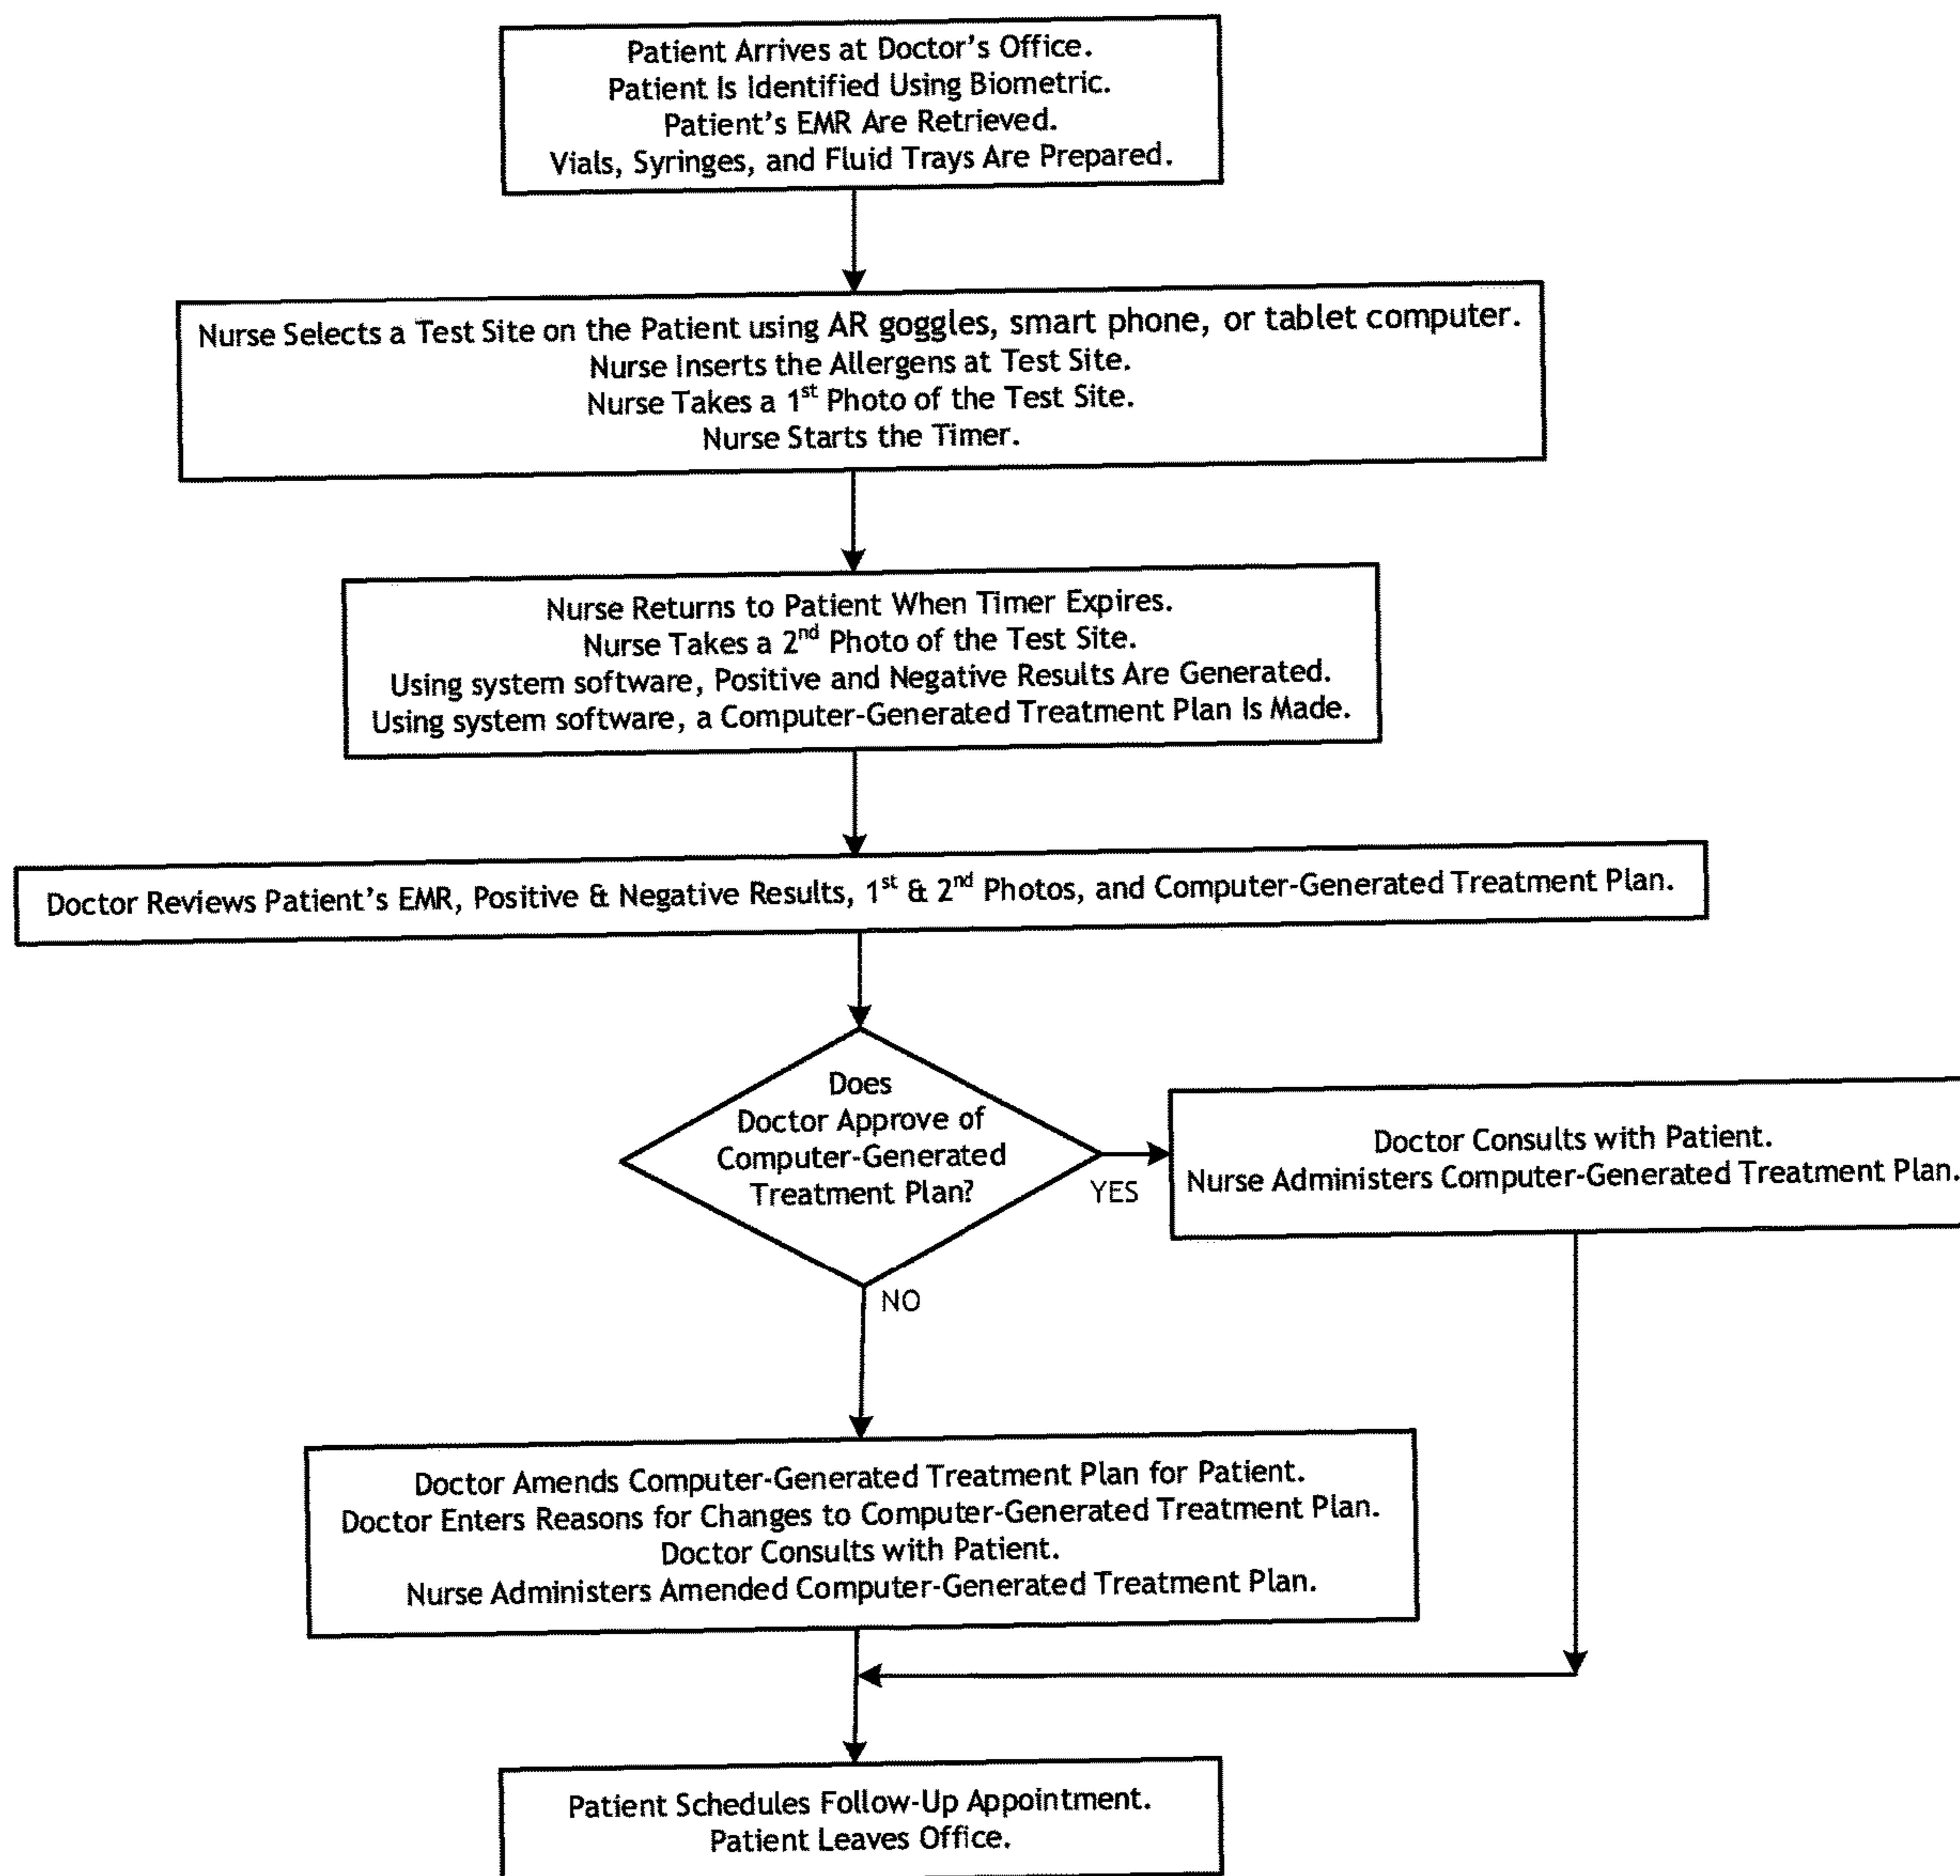 Patient Arrives at Doctor's Office.
Patient Is Identified Using Biometric.
Patient's EMR Are Retrieved.
Vials, Syringes, and Fluid Trays Are Prepared.
Nurse Selects a Test Site on the Patient using AR goggles, smart phone, or tablet computer.
Nurse Inserts the Allergens at Test Site.
Nurse Takes a 1st Photo of the Test Site.
Nurse Starts the Timer.
Nurse Returns to Patient When Timer Expires.
Nurse Takes a 2nd Photo of the Test Site.
Using system software, Positive and Negative Results Are Generated.
Using system software, a Computer-Generated Treatment Plan Is Made.
Doctor Reviews Patient's EMR, Positive & Negative Results, 1st & 2nd Photos, and Computer-Generated Treatment Plan.
Does
Doctor Approve of
Computer-Generated
Treatment Plan?
YES
Doctor Consults with Patient.
Nurse Administers Computer-Generated Treatment Plan.
NO
Doctor Amends Computer-Generated Treatment Plan for Patient.
Doctor Enters Reasons for Changes to Computer-Generated Treatment Plan.
Doctor Consults with Patient.
Nurse Administers Amended Computer-Generated Treatment Plan.
Patient Schedules Follow-Up Appointment.
Patient Leaves Office.